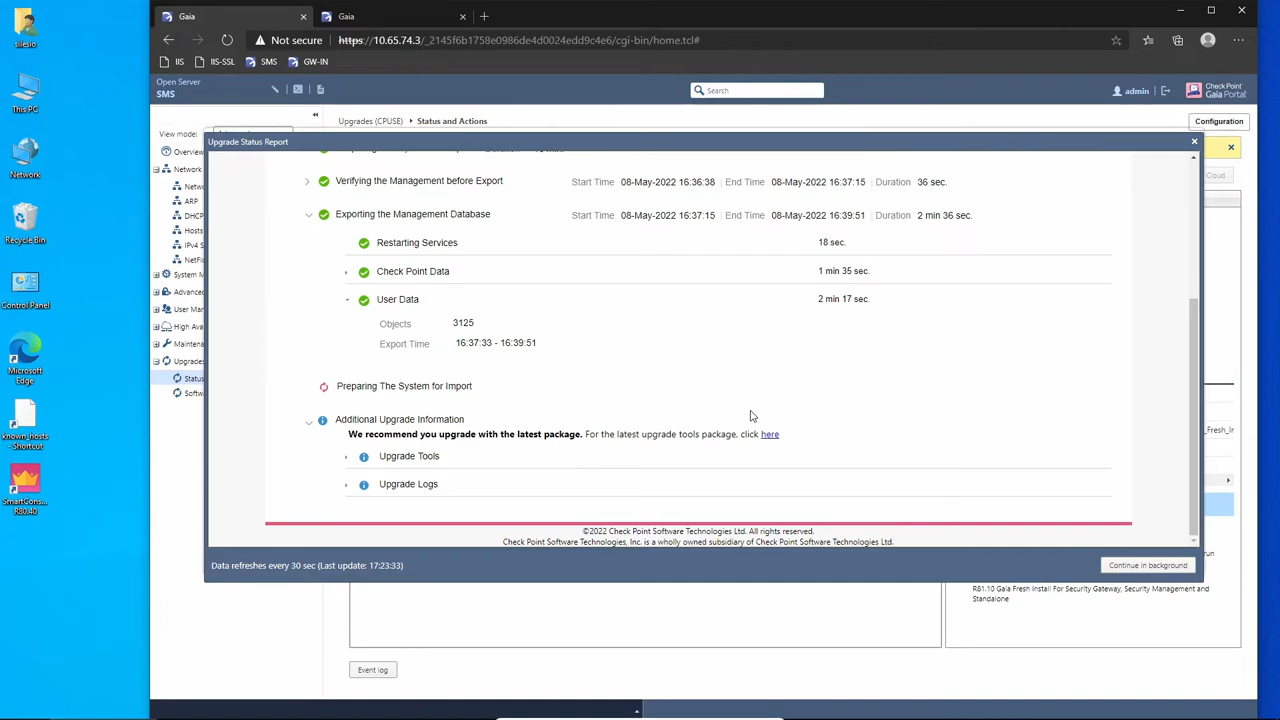 Gaia
Gaia
Not secure
https://10.65.74.3/_2145f6b1758e0986de4d0024edd9c4e6/cgi-bin/home.tcl#
IIS
IIS-SSL
SMS
GW-IN
Open Server
SMS
Search
admin
Check Point
Gaia Portal
View mode:
Upgrades (CPUSE)
Status and Actions
Configuration
Upgrade Status Report
Overview
Network
Netwo
ARP
DHCP
Hosts
IPv4 S
NetFl
System M
Advanced
User Mar
High Ava
Maintena
Upgrades
Status
Softw
Cloud
Verifying the Management before Export
Start Time 08-May-2022 16:36:38 End Time 08-May-2022 16:37:15 Duration 36 sec.
Exporting the Management Database
Start Time 08-May-2022 16:37:15 End Time 08-May-2022 16:39:51 Duration 2 min 36 sec.
Restarting Services 18 sec.
Check Point Data 1 min 35 sec.
User Data 2 min 17 sec.
Objects 3125
Export Time 16:37:33 - 16:39:51
Preparing The System for Import
Additional Upgrade Information
We recommend you upgrade with the latest package. For the latest upgrade tools package, click here
Upgrade Tools
Upgrade Logs
©2022 Check Point Software Technologies Ltd. All rights reserved.
Check Point Software Technologies, Inc. is a wholly owned subsidiary of Check Point Software Technologies Ltd.
Data refreshes every 30 sec (Last update: 17:23:33)
Continue in background
_Fresh_Ir
run
R81.10 Gaia Fresh Install For Security Gateway, Security Management and
Standalone
Event log
silesio
This PC
Network
Recycle Bin
Control Panel
Microsoft
Edge
known_hosts
- Shortcut
SmartCons...
R80.40